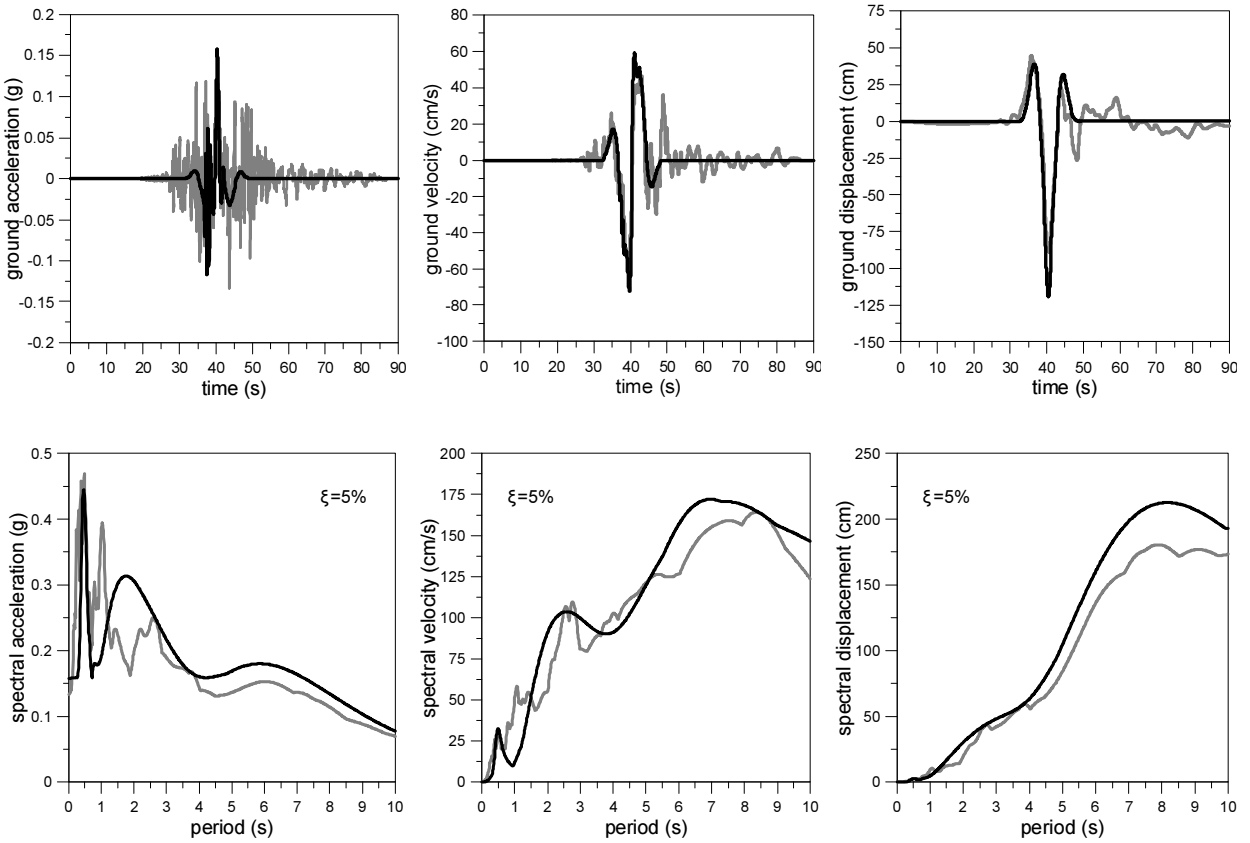 0.2
0.15
0.1
0.05
0
-0.05
-0.1
-0.15
-0.2
ground acceleration (g)
0 10 20 30 40 50 60 70 80 90
time (s)
80
60
40
20
0
-20
-40
-60
-80
-100
ground velocity (cm/s)
0 10 20 30 40 50 60 70 80 90
time (s)
75
50
25
0
-25
-50
-75
-100
-125
-150
ground displacement (cm)
0 10 20 30 40 50 60 70 80 90
time (s)
0.5
0.4
0.3
0.2
0.1
0
spectral acceleration (g)
ξ=5%
0 1 2 3 4 5 6 7 8 9 10
period (s)
200
175
150
125
100
75
50
25
0
spectral velocity (cm/s)
ξ=5%
0 1 2 3 4 5 6 7 8 9 10
period (s)
250
200
150
100
50
0
spectral displacement (cm)
ξ=5%
0 1 2 3 4 5 6 7 8 9 10
period (s)